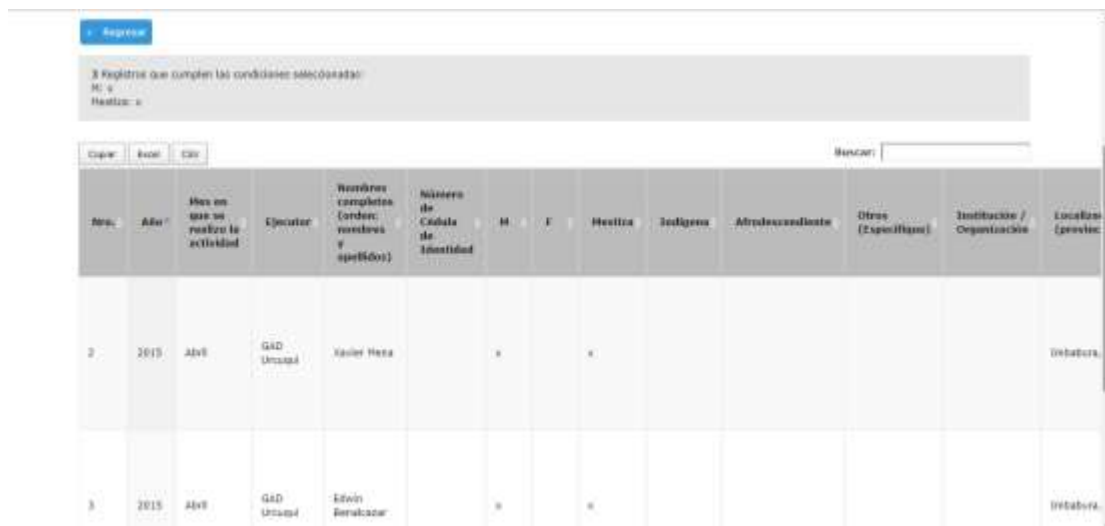 Regresar
3 Registros que cumplen las condiciones seleccionadas:
M: x
Mestizo: x
Copiar Excel CSV
Buscar:
Nro. Año Mes en que se realizo la actividad Ejecutor Nombres completos (orden: nombres y apellidos) Número de Cédula de Identidad M F Mestiza Indígena Afrodescendiente Otros (Especifique) Institución / Organización (provinc
2 2015 Abril GAD Urcuquí Xavier Mena x x Imbabura,
3 2015 Abril GAD Urcuquí Edwin Benalcazar x x Imbabura,